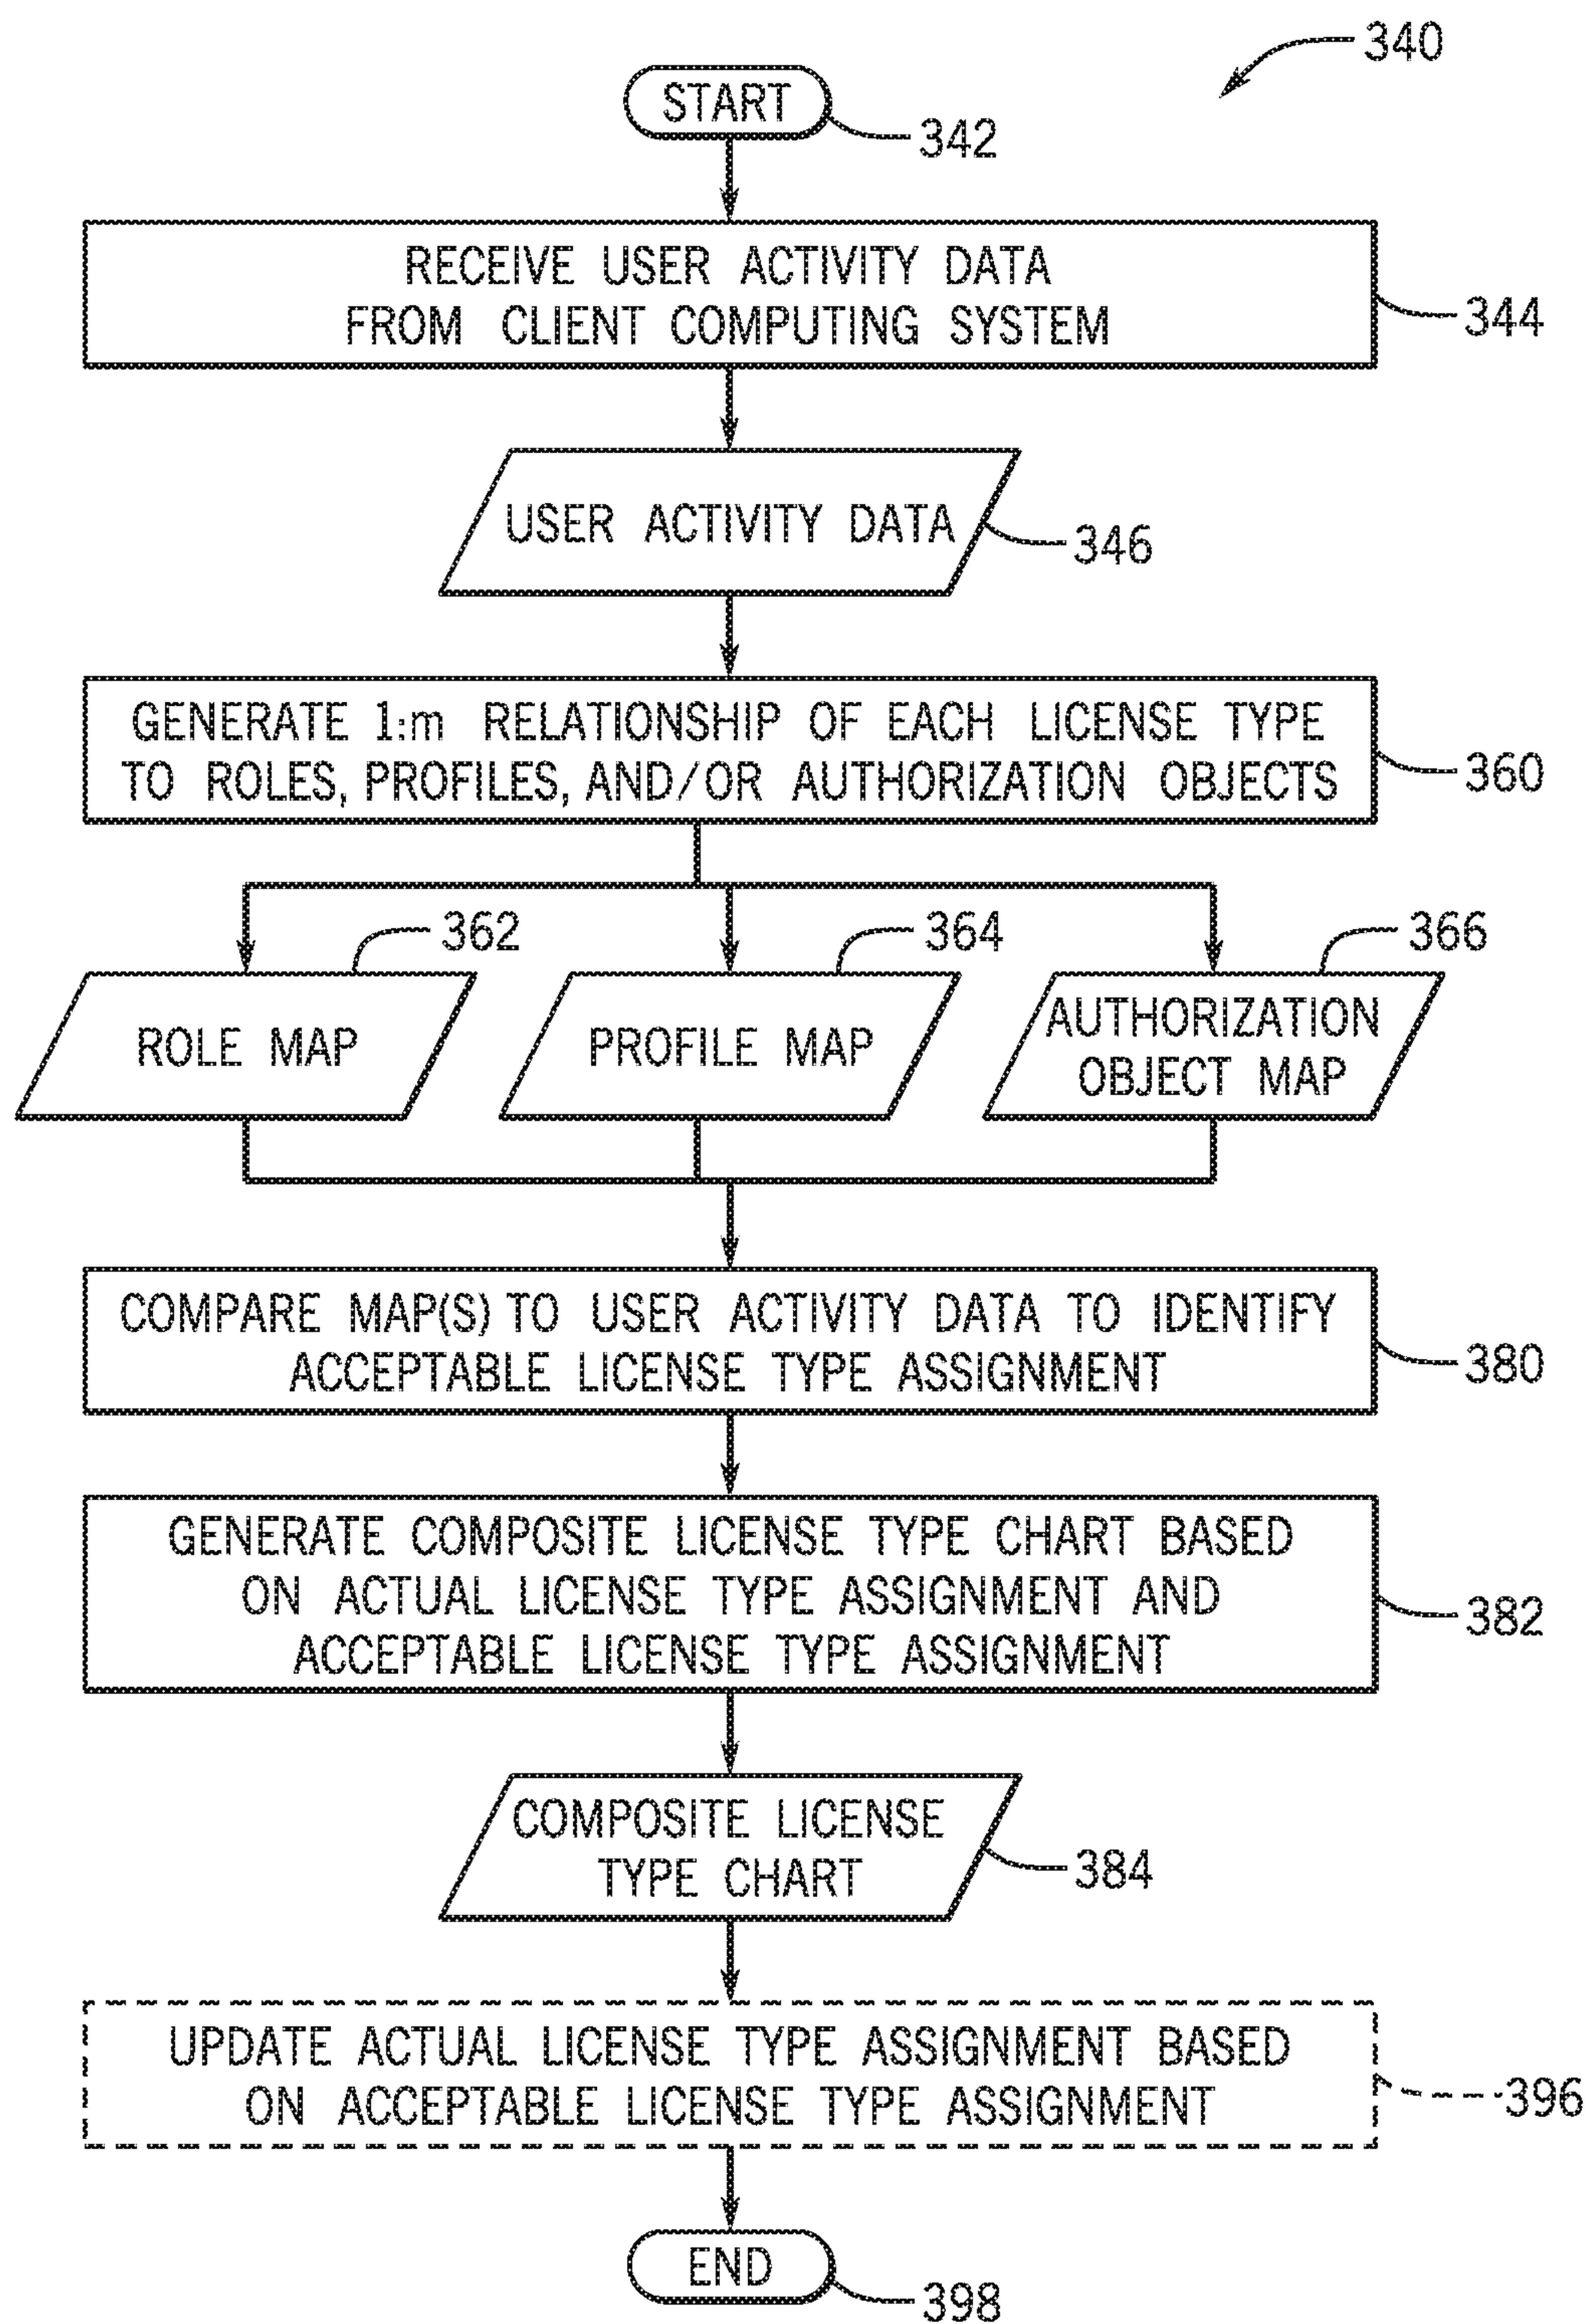 340
START
342
RECEIVE USER ACTIVITY DATA
FROM CLIENT COMPUTING SYSTEM
344
USER ACTIVITY DATA
346
GENERATE 1:m RELATIONSHIP OF EACH LICENSE TYPE
TO ROLES, PROFILES, AND/OR AUTHORIZATION OBJECTS
360
362
364
366
ROLE MAP
PROFILE MAP
AUTHORIZATION
OBJECT MAP
COMPARE MAP(S) TO USER ACTIVITY DATA TO IDENTIFY
ACCEPTABLE LICENSE TYPE ASSIGNMENT
380
GENERATE COMPOSITE LICENSE TYPE CHART BASED
ON ACTUAL LICENSE TYPE ASSIGNMENT AND
ACCEPTABLE LICENSE TYPE ASSIGNMENT
382
COMPOSITE LICENSE
TYPE CHART
384
UPDATE ACTUAL LICENSE TYPE ASSIGNMENT BASED
ON ACCEPTABLE LICENSE TYPE ASSIGNMENT
396
END
398